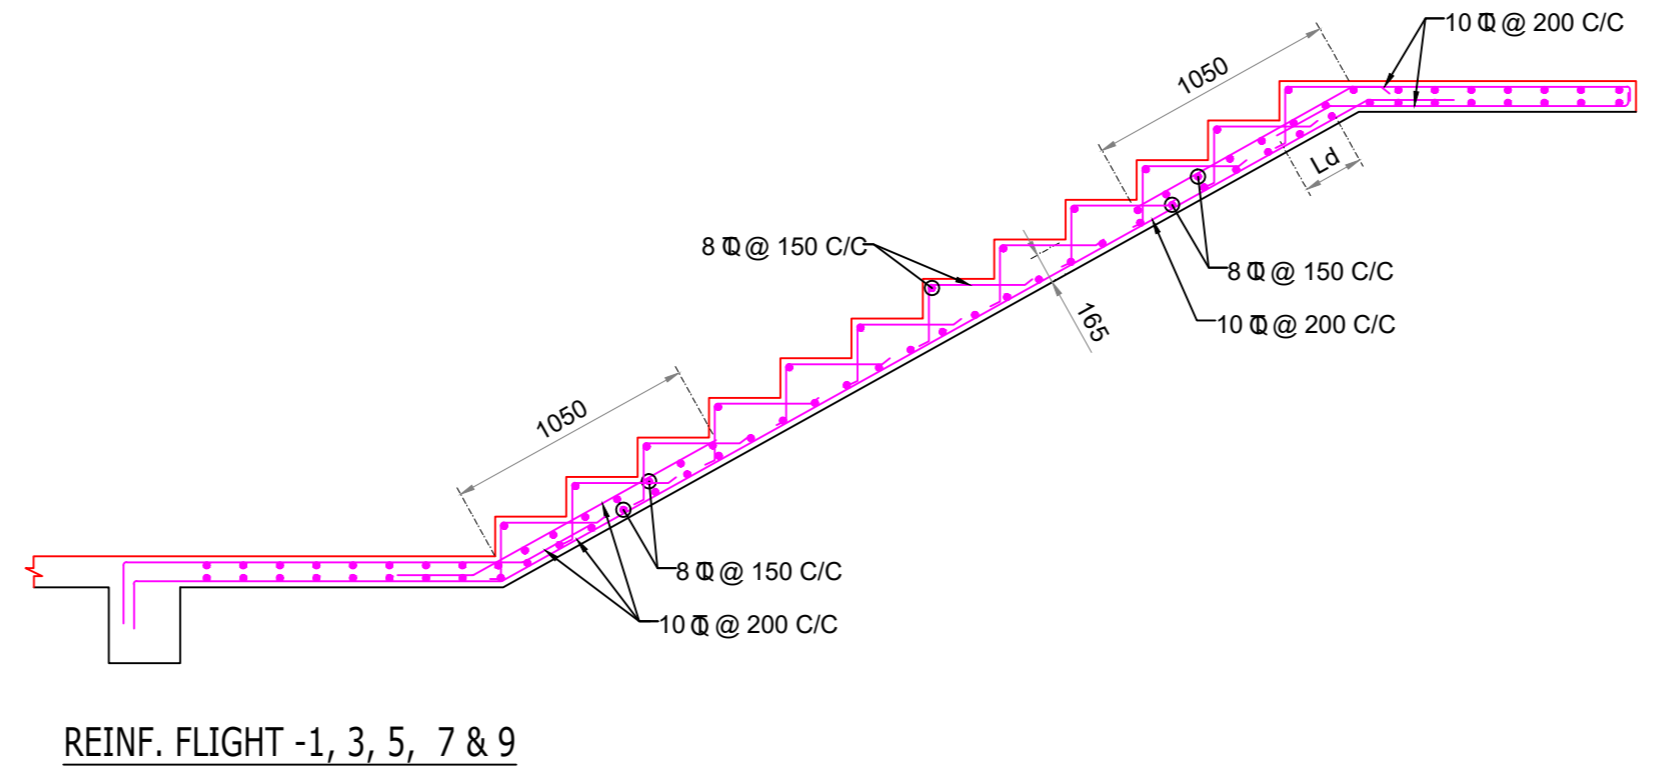 10 Ҩ @ 200 C/C
1050
Ld
8 Ҩ @ 150 C/C
8 Ҩ @ 150 C/C
10 Ҩ @ 200 C/C
165
1050
8 Ҩ @ 150 C/C
10 Ҩ @ 200 C/C
REINF. FLIGHT -1, 3, 5, 7 & 9